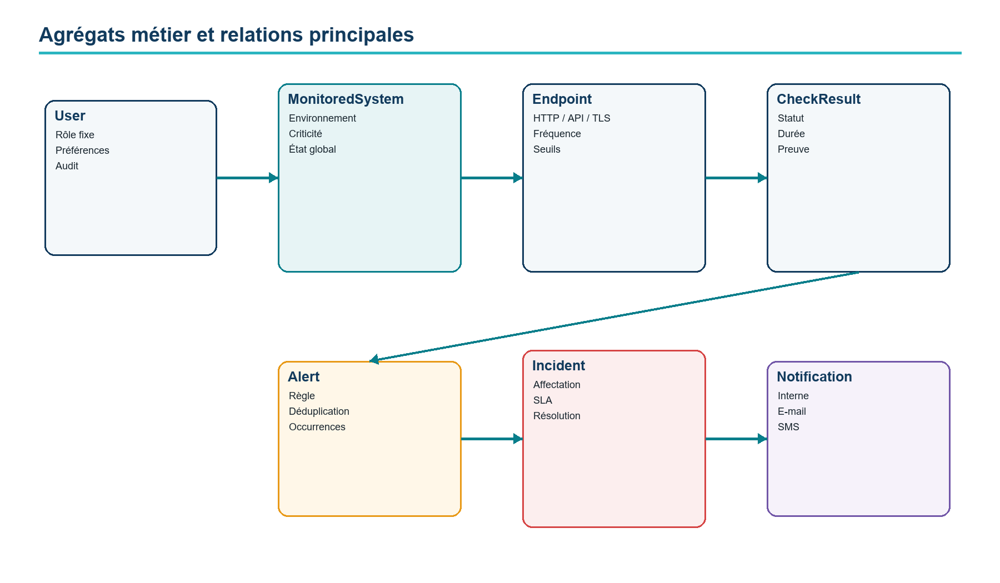 Agrégats métier et relations principales
User
Rôle fixe
Préférences
Audit
MonitoredSystem
Environnement
Criticité
État global
Endpoint
HTTP / API / TLS
Fréquence
Seuils
CheckResult
Statut
Durée
Preuve
Alert
Règle
Déduplication
Occurrences
Incident
Affectation
SLA
Résolution
Notification
Interne
E-mail
SMS